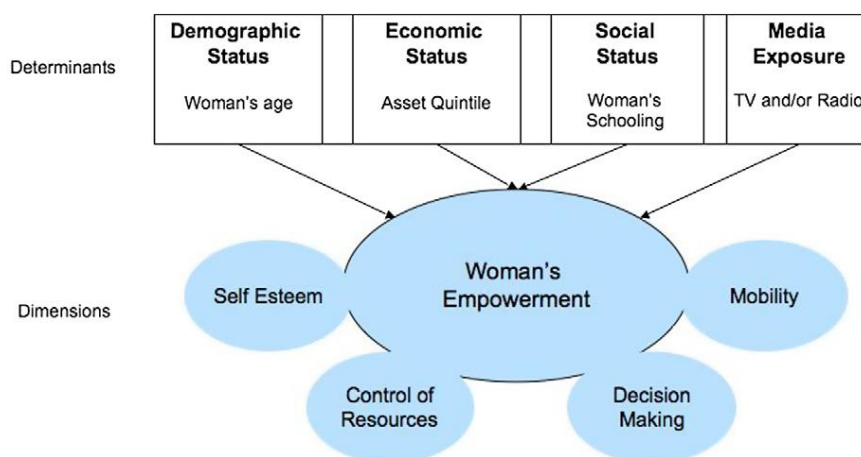 Determinants
Demographic
Status
Woman's age
Economic
Status
Asset Quintile
Social
Status
Woman's
Schooling
Media
Exposure
TV and/or Radio
Dimensions
Woman's
Empowerment
Self Esteem
Control of
Resources
Decision
Making
Mobility